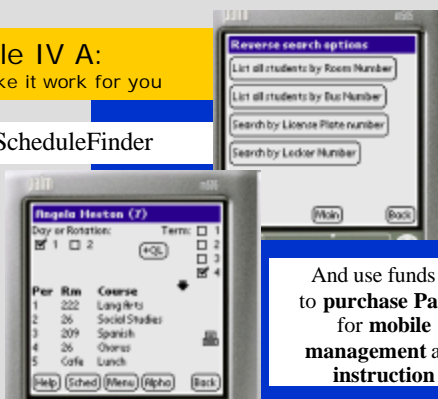 le IV A:
ke it work for you
ScheduleFinder
palm
m505
Reverse search options
List all students by Room Number
List all students by Bus Number
Search by License Plate number
Search by Locker Number
Main
Back
palm
Angela Heston (7)
Day or Rotation:
Term:
1
1 2
+QL
2
3
4
Per Rm Course
1 222 Lang Arts
2 26 Social Studies
3 209 Spanish
4 26 Chorus
5 Cafe Lunch
Help Sched Menu Alpha Back
And use funds
to purchase Pa
for mobile
management a
instruction